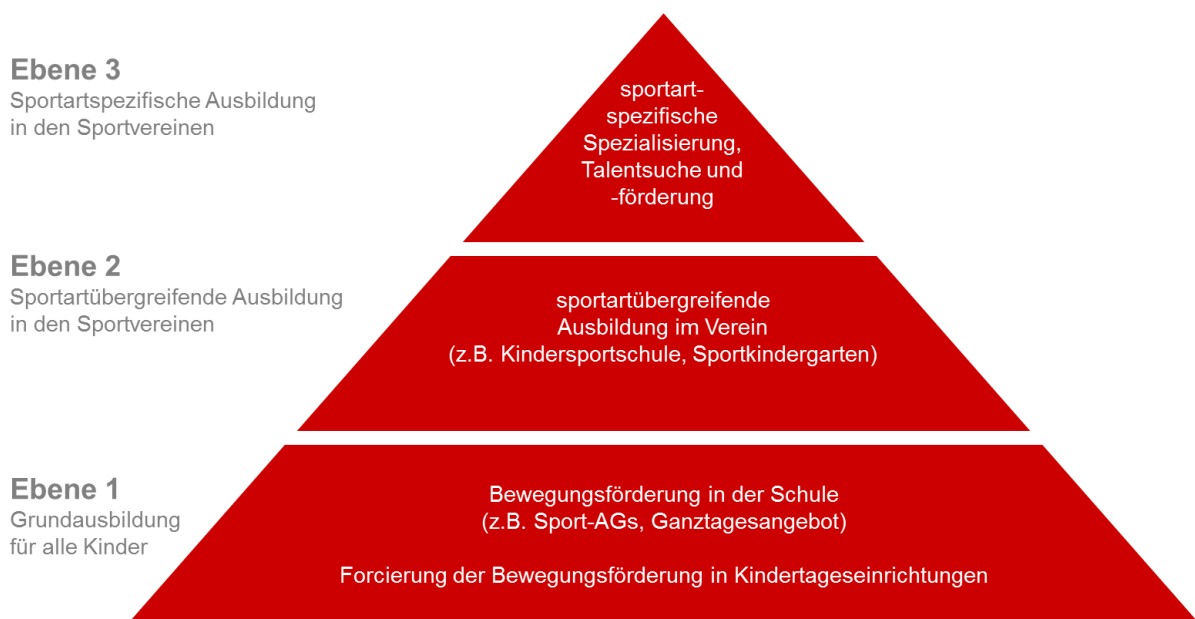 Ebene 3
Sportartspezifische Ausbildung
in den Sportvereinen
sportart-
spezifische
Spezialisierung,
Talentsuche und
-förderung
Ebene 2
Sportartübergreifende Ausbildung
in den Sportvereinen
sportartübergreifende
Ausbildung im Verein
(z.B. Kindersportschule, Sportkindergarten)
Ebene 1
Grundausbildung
für alle Kinder
Bewegungsförderung in der Schule
(z.B. Sport-AGs, Ganztagesangebot)
Forcierung der Bewegungsförderung in Kindertageseinrichtungen